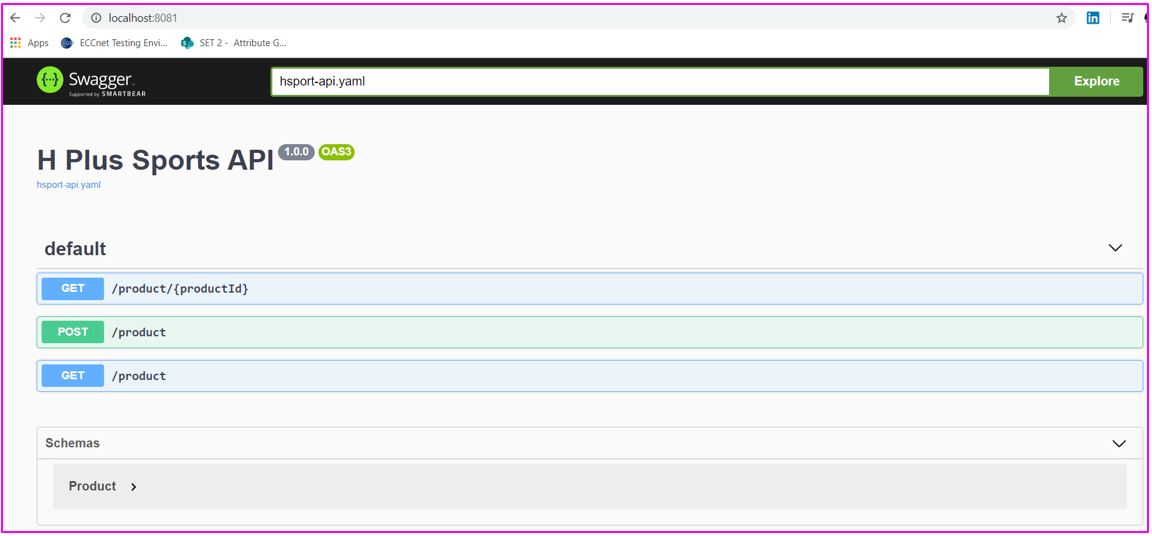 localhost:8081
Apps ECCnet Testing Envi... SET 2 - Attribute G...
{···} Swagger. hsport-api.yaml Explore
Supported by SMARTBEAR
H Plus Sports API 1.0.0 OAS3
hsport-api.yaml
default
GET /product/{productId}
POST /product
GET /product
Schemas
Product